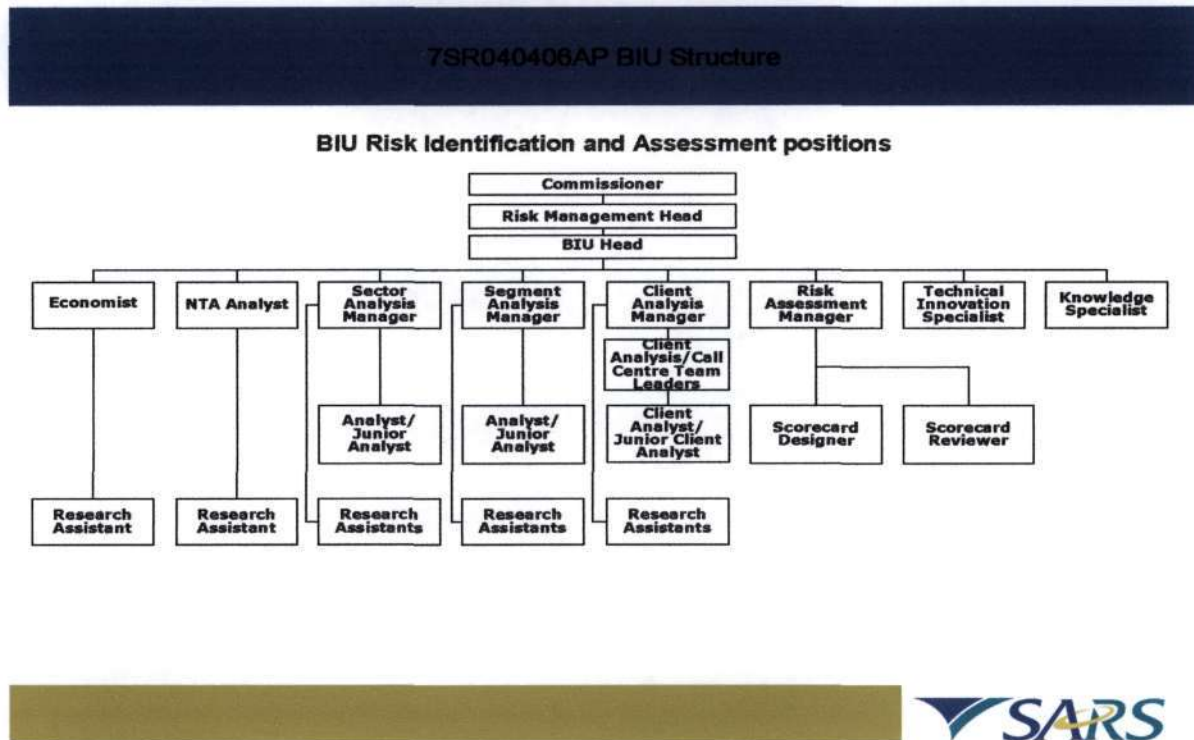 7SR040406AP BIU Structure
BIU Risk Identification and Assessment positions
Commissioner
Risk Management Head
BIU Head
Economist
NTA Analyst
Sector
Analysis
Manager
Segment
Analysis
Manager
Client
Analysis
Manager
Risk
Assessment
Manager
Technical
Innovation
Specialist
Knowledge
Specialist
Client
Analysis/Call
Centre Team
Leaders
Analyst/
Junior
Analyst
Analyst/
Junior
Analyst
Client
Analyst/
Junior Client
Analyst
Scorecard
Designer
Scorecard
Reviewer
Research
Assistant
Research
Assistant
Research
Assistants
Research
Assistants
Research
Assistants
SARS